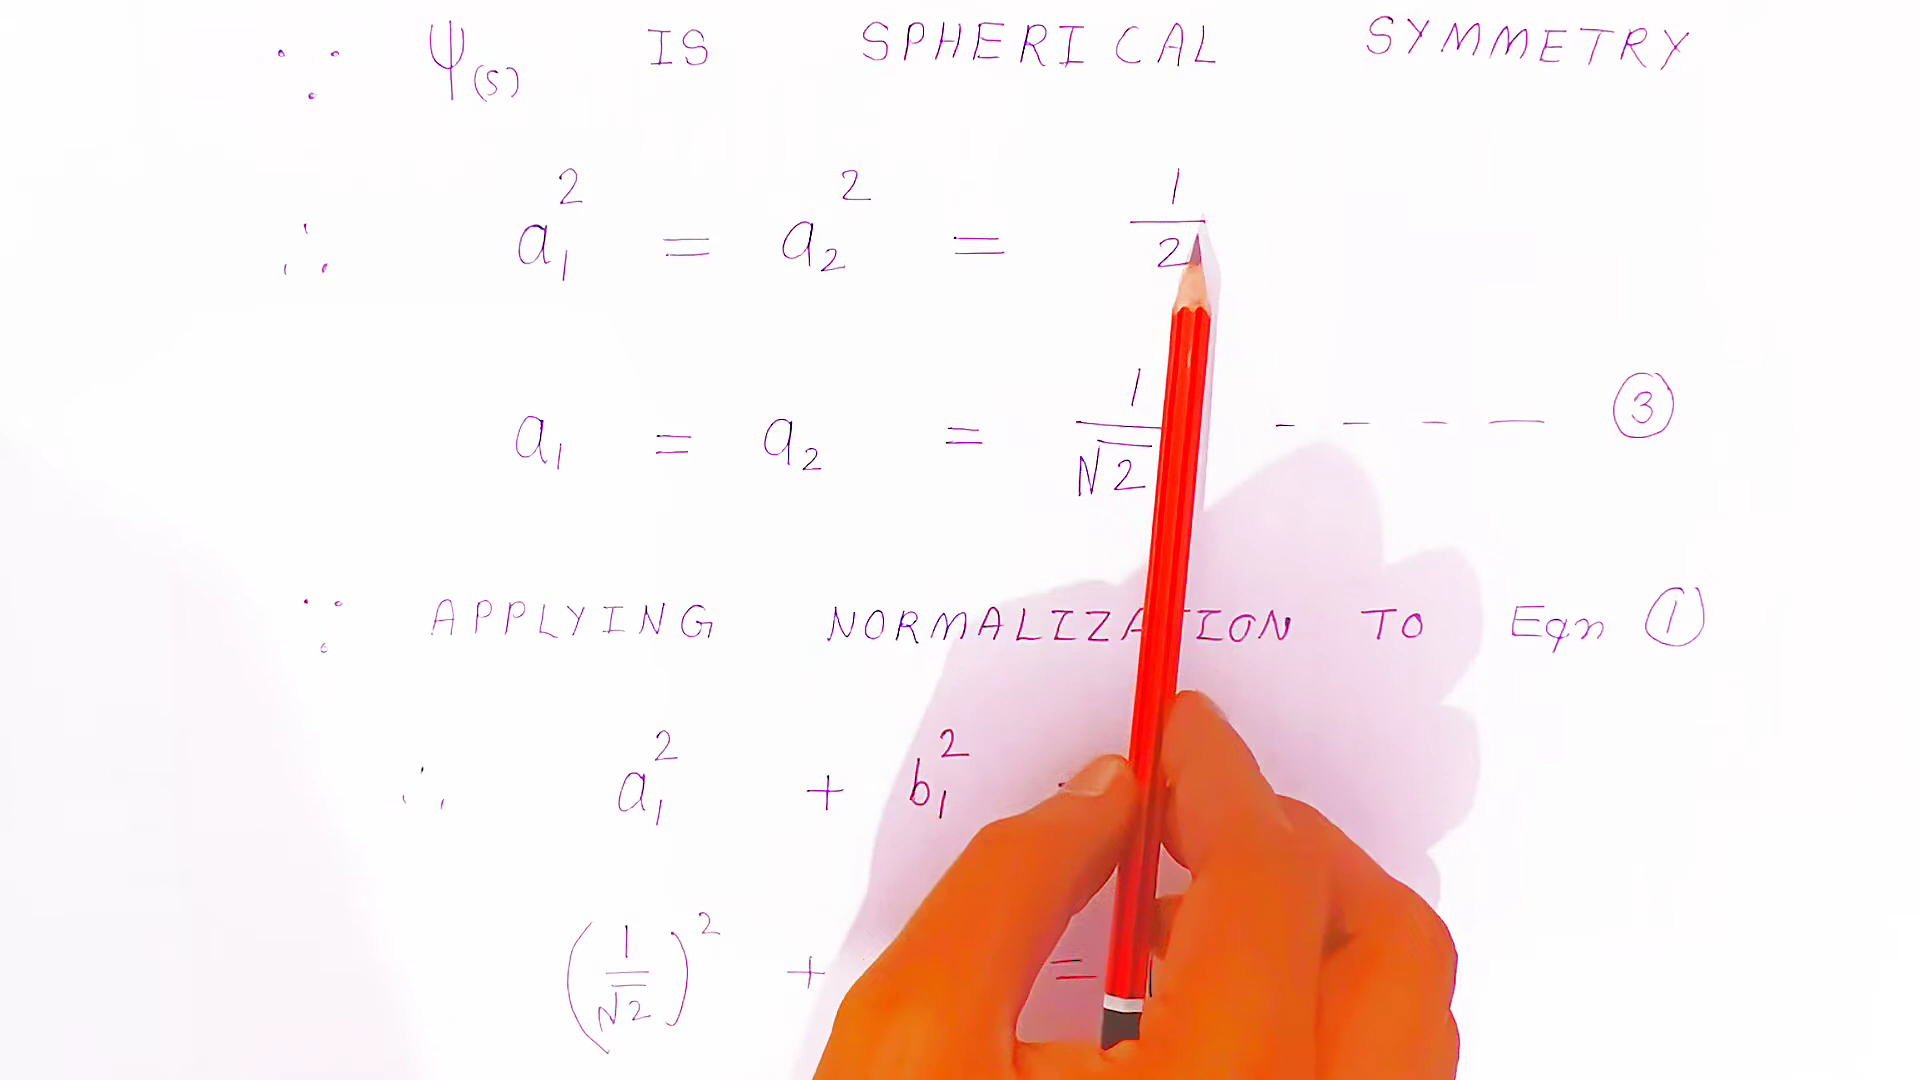 ∵ ψ(s) IS SPHERICAL SYMMETRY
∴ a₁² = a₂² = 1/2
a₁ = a₂ = 1/√2 - - - — ③
∵ APPLYING NORMALIZATION TO Eqn ①
∴ a₁² + b₁²
(1/√2)² + =